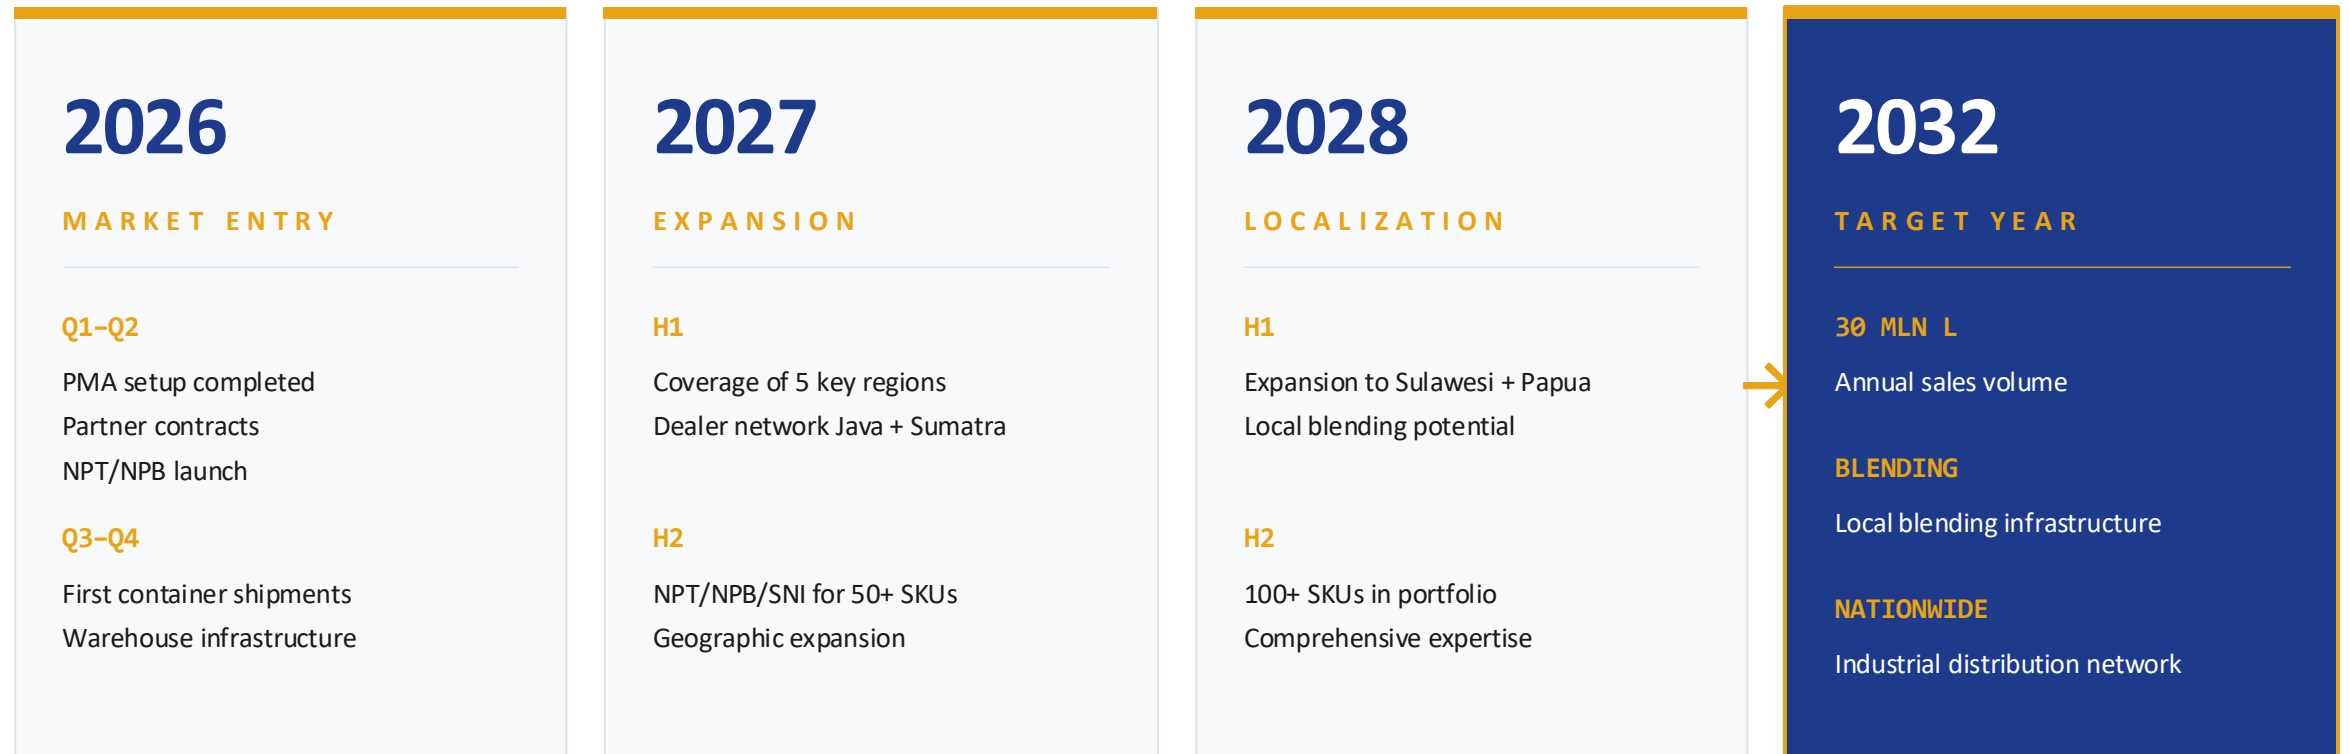 2026
MARKET ENTRY
Q1–Q2
PMA setup completed
Partner contracts
NPT/NPB launch
Q3–Q4
First container shipments
Warehouse infrastructure
2027
EXPANSION
H1
Coverage of 5 key regions
Dealer network Java + Sumatra
H2
NPT/NPB/SNI for 50+ SKUs
Geographic expansion
2028
LOCALIZATION
H1
Expansion to Sulawesi + Papua
Local blending potential
H2
100+ SKUs in portfolio
Comprehensive expertise
2032
TARGET YEAR
30 MLN L
Annual sales volume
BLENDING
Local blending infrastructure
NATIONWIDE
Industrial distribution network